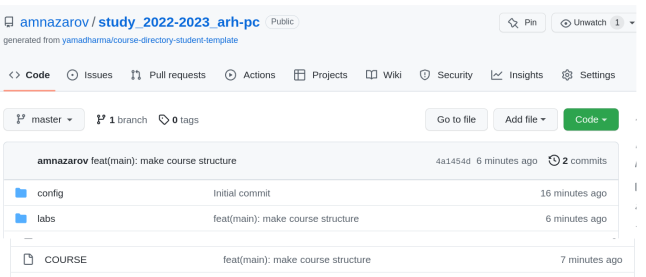 amnazarov / study_2022-2023_arh-pc Public Pin Unwatch 1
generated from yamadharma/course-directory-student-template
Code Issues Pull requests Actions Projects Wiki Security Insights Settings
master 1 branch 0 tags Go to file Add file Code
amnazarov feat(main): make course structure 4a1454d 6 minutes ago 2 commits
config Initial commit 16 minutes ago
labs feat(main): make course structure 6 minutes ago
COURSE feat(main): make course structure 7 minutes ago